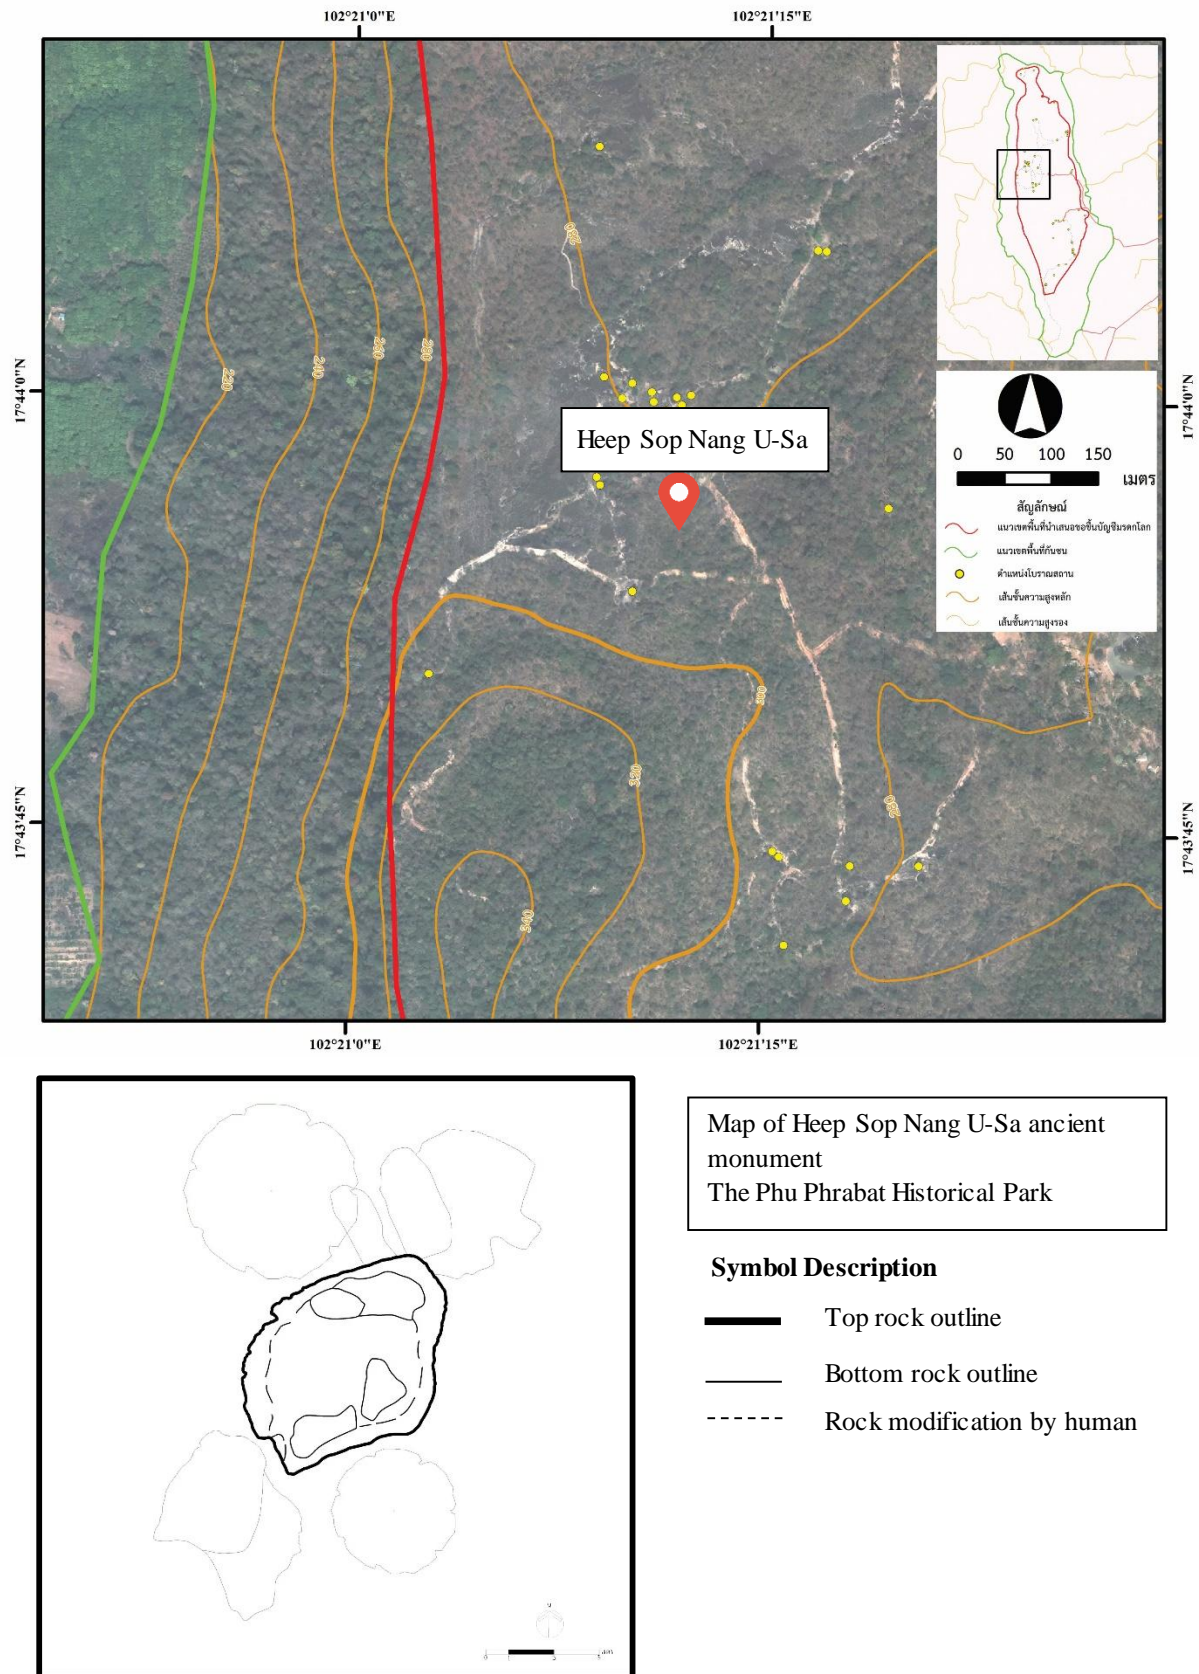 102°21'0"E
102°21'15"E
17°44'0"N
17°44'0"N
280
220
240
260
280
Heep Sop Nang U-Sa
0 50 100 150
เมตร
สัญลักษณ์
แนวเขตพื้นที่นำเสนอขอขึ้นบัญชีมรดกโลก
แนวเขตพื้นที่กันชน
ตำแหน่งโบราณสถาน
เส้นชั้นความสูงหลัก
เส้นชั้นความสูงรอง
300
320
280
340
17°43'45"N
17°43'45"N
102°21'0"E
102°21'15"E
Map of Heep Sop Nang U-Sa ancient
monument
The Phu Phrabat Historical Park
Symbol Description
Top rock outline
Bottom rock outline
Rock modification by human